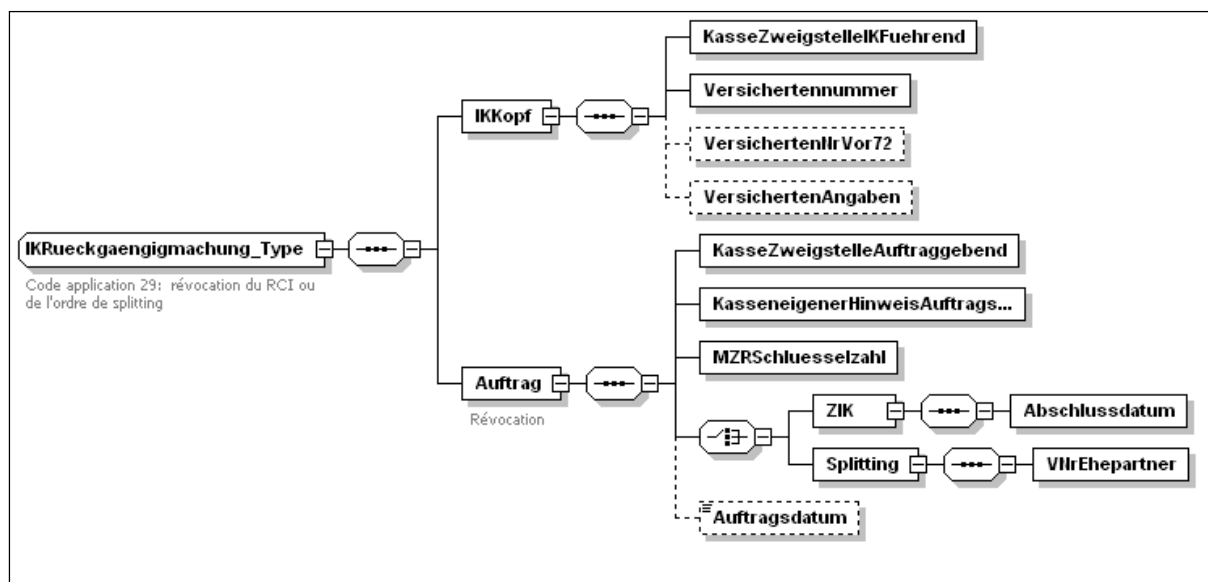 KasseZweigstelleIKFuehrend
Versichertennummer
IKKopf
VersichertenNrVor72
VersichertenAngaben
IKRueckgaengigmachung_Type
Code application 29: révocation du RCI ou
de l'ordre de splitting
KasseZweigstelleAuftraggebend
KasseneigenerHinweisAuftrags...
MZRSchluesselzahl
Auftrag
Révocation
ZIK
Abschlussdatum
Splitting
VNrEhepartner
Auftragsdatum